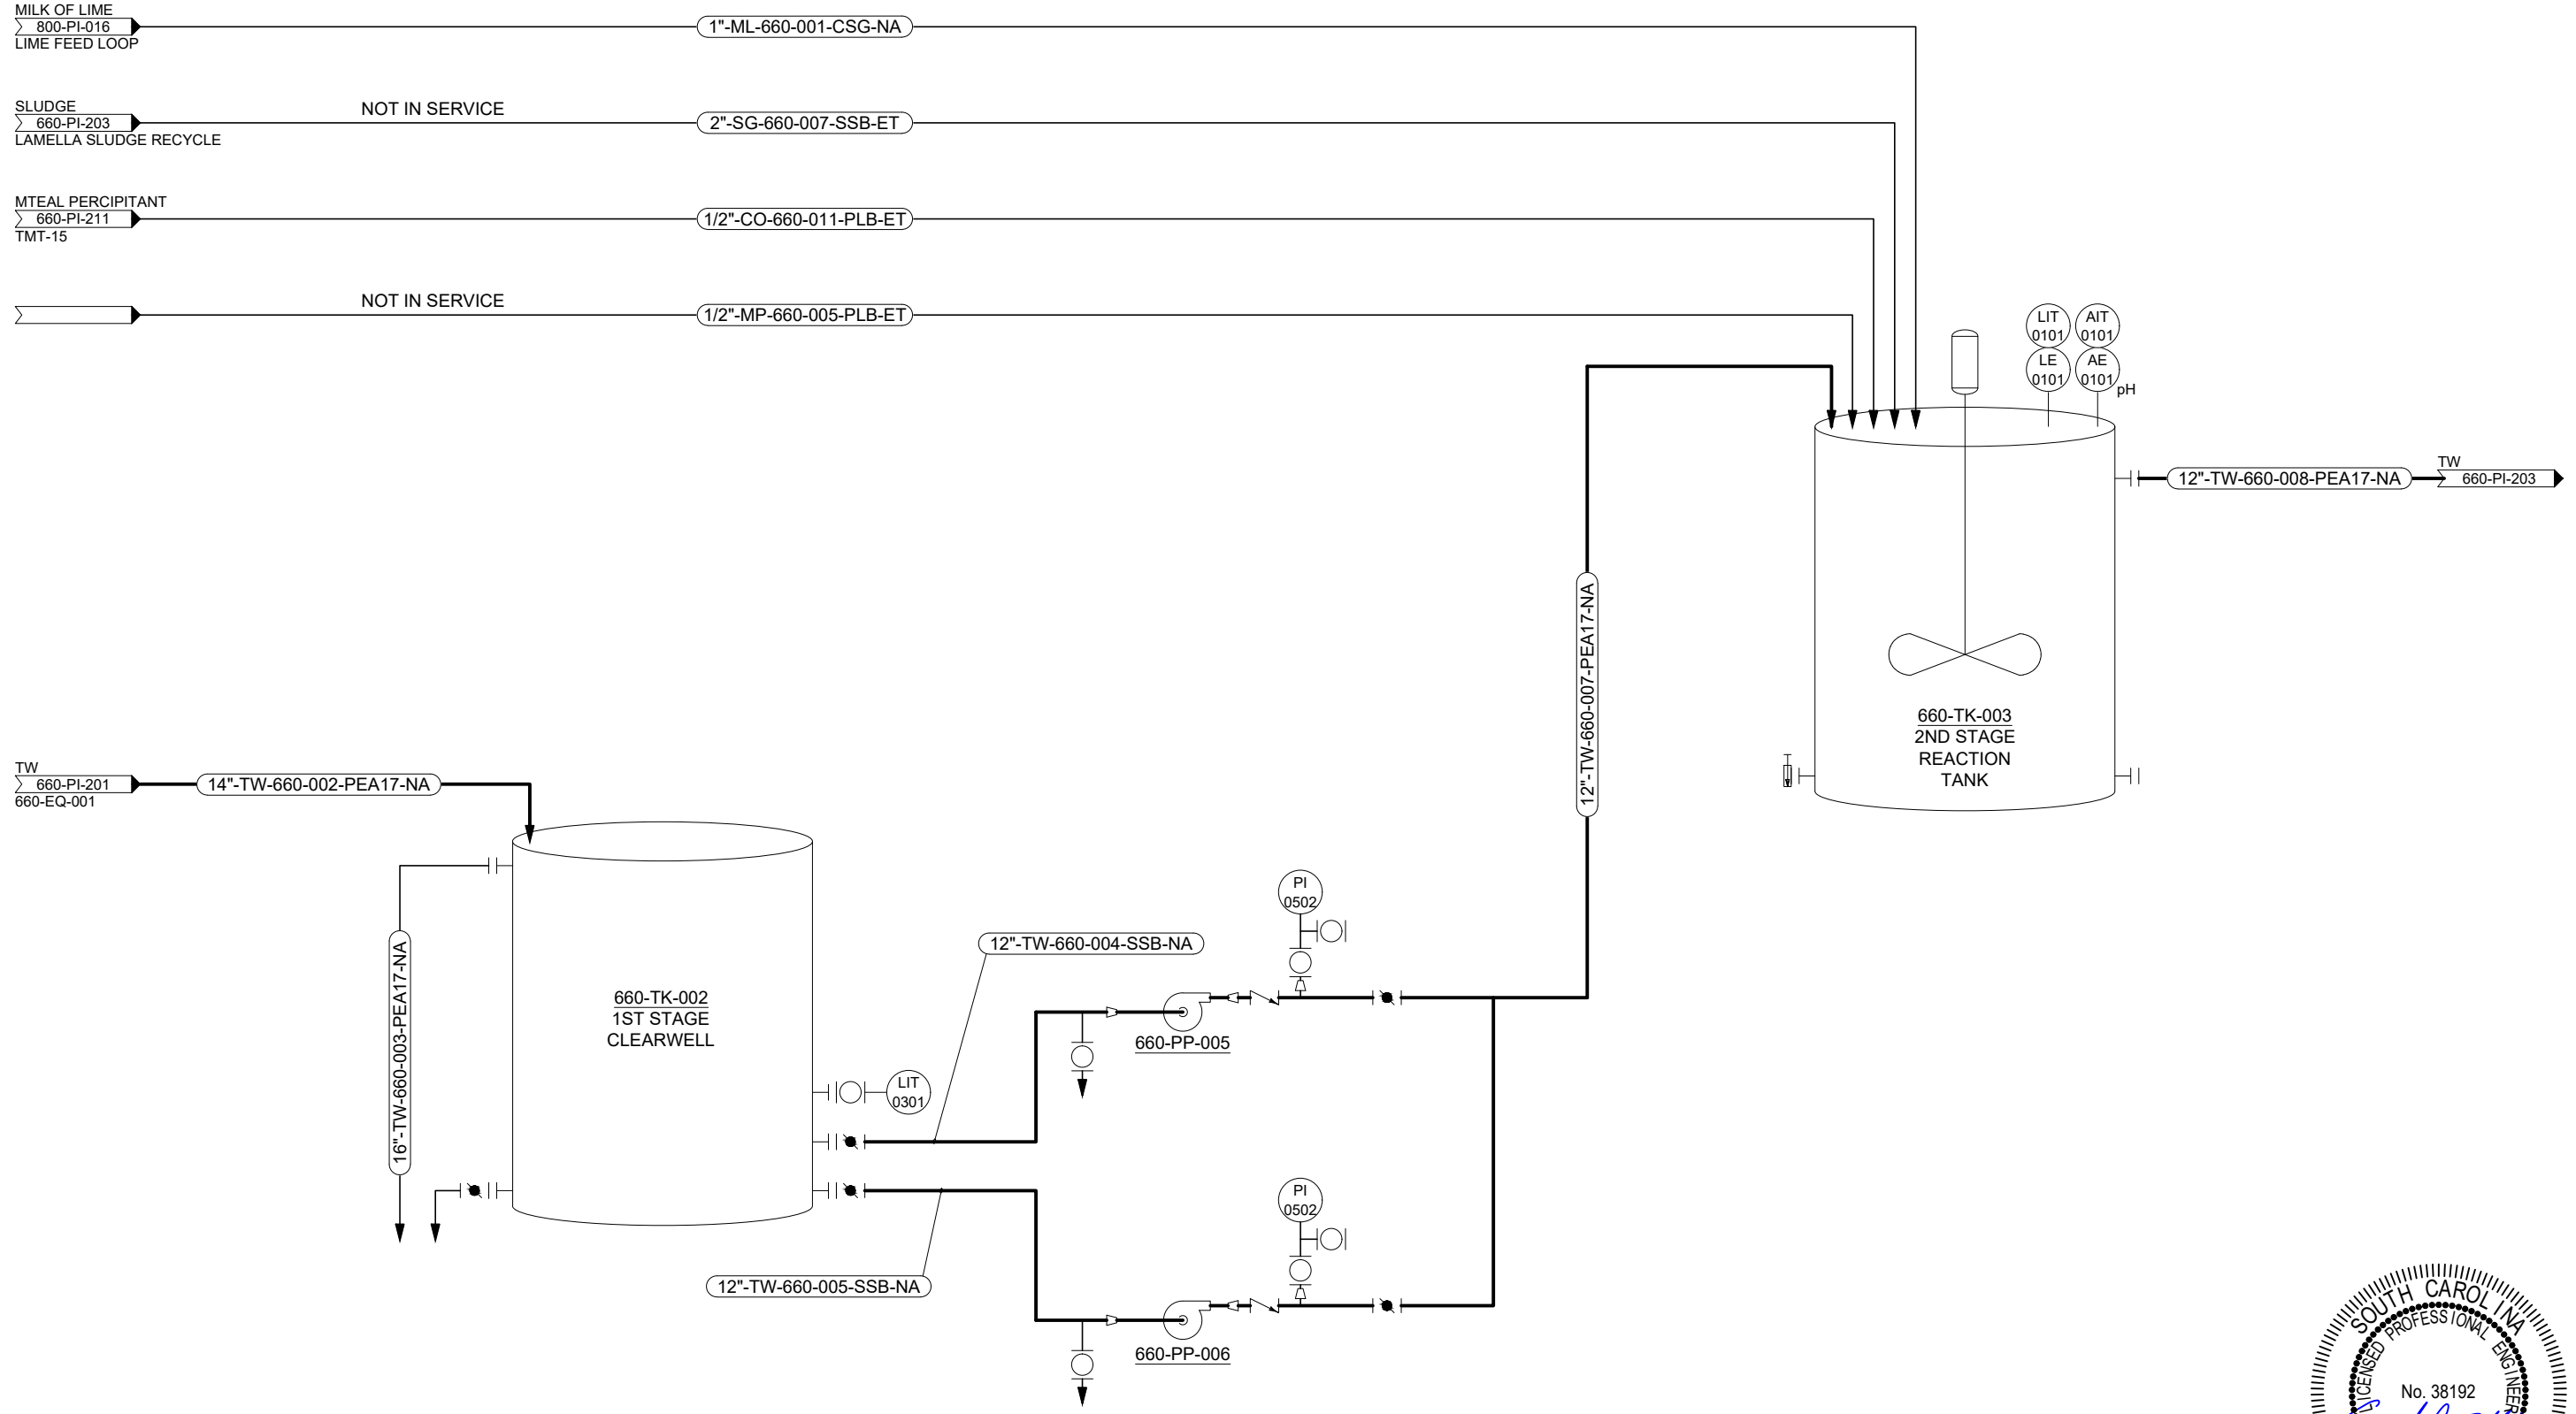 MILK OF LIME
800-PI-016
LIME FEED LOOP
1"-ML-660-001-CSG-NA
SLUDGE
660-PI-203
LAMELLA SLUDGE RECYCLE
NOT IN SERVICE
2"-SG-660-007-SSB-ET
MTEAL PERCIPITANT
660-PI-211
TMT-15
1/2"-CO-660-011-PLB-ET
NOT IN SERVICE
1/2"-MP-660-005-PLB-ET
LIT
0101
AIT
0101
LE
0101
AE
0101
pH
12"-TW-660-008-PEA17-NA
TW
660-PI-203
12"-TW-660-007-PEA17-NA
660-TK-003
2ND STAGE
REACTION
TANK
TW
660-PI-201
660-EQ-001
14"-TW-660-002-PEA17-NA
16"-TW-660-003-PEA17-NA
660-TK-002
1ST STAGE
CLEARWELL
LIT
0301
12"-TW-660-004-SSB-NA
PI
0502
660-PP-005
12"-TW-660-005-SSB-NA
PI
0502
660-PP-006
SOUTH CAROLINA
LICENSED PROFESSIONAL ENGINEER
No. 38192